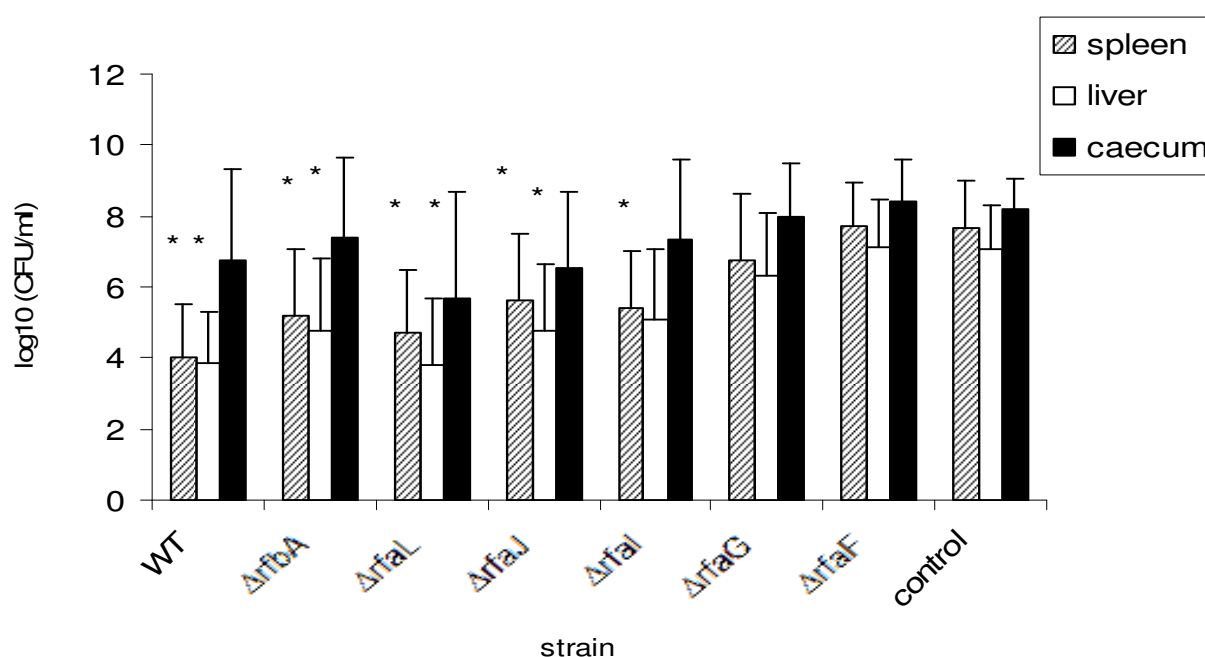 spleen
liver
caecum
12
10
8
6
4
2
0
log10 (CFU/ml)
* * * * * * * * *
WT ΔrfbA ΔrfaL ΔrfaJ ΔrfaI ΔrfaG ΔrfaF control
strain